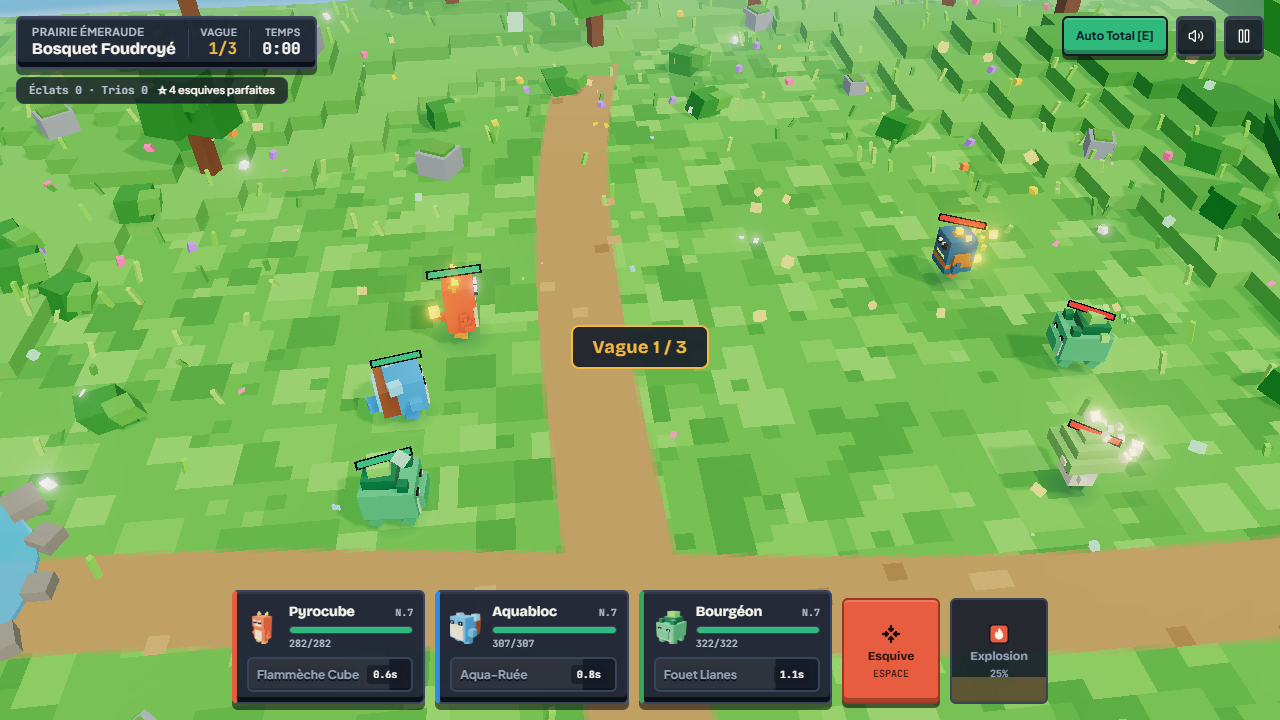 PRAIRIE ÉMERAUDE
Bosquet Foudroyé
VAGUE
1/3
TEMPS
0:00
Éclats 0 · Trios 0 ★ 4 esquives parfaites
Auto Total [E]
Vague 1 / 3
Pyrocube N.7
282/282
Flammèche Cube 0.6s
Aquabloc N.7
307/307
Aqua-Ruée 0.8s
Bourgéon N.7
322/322
Fouet Lianes 1.1s
Esquive
ESPACE
Explosion
25%